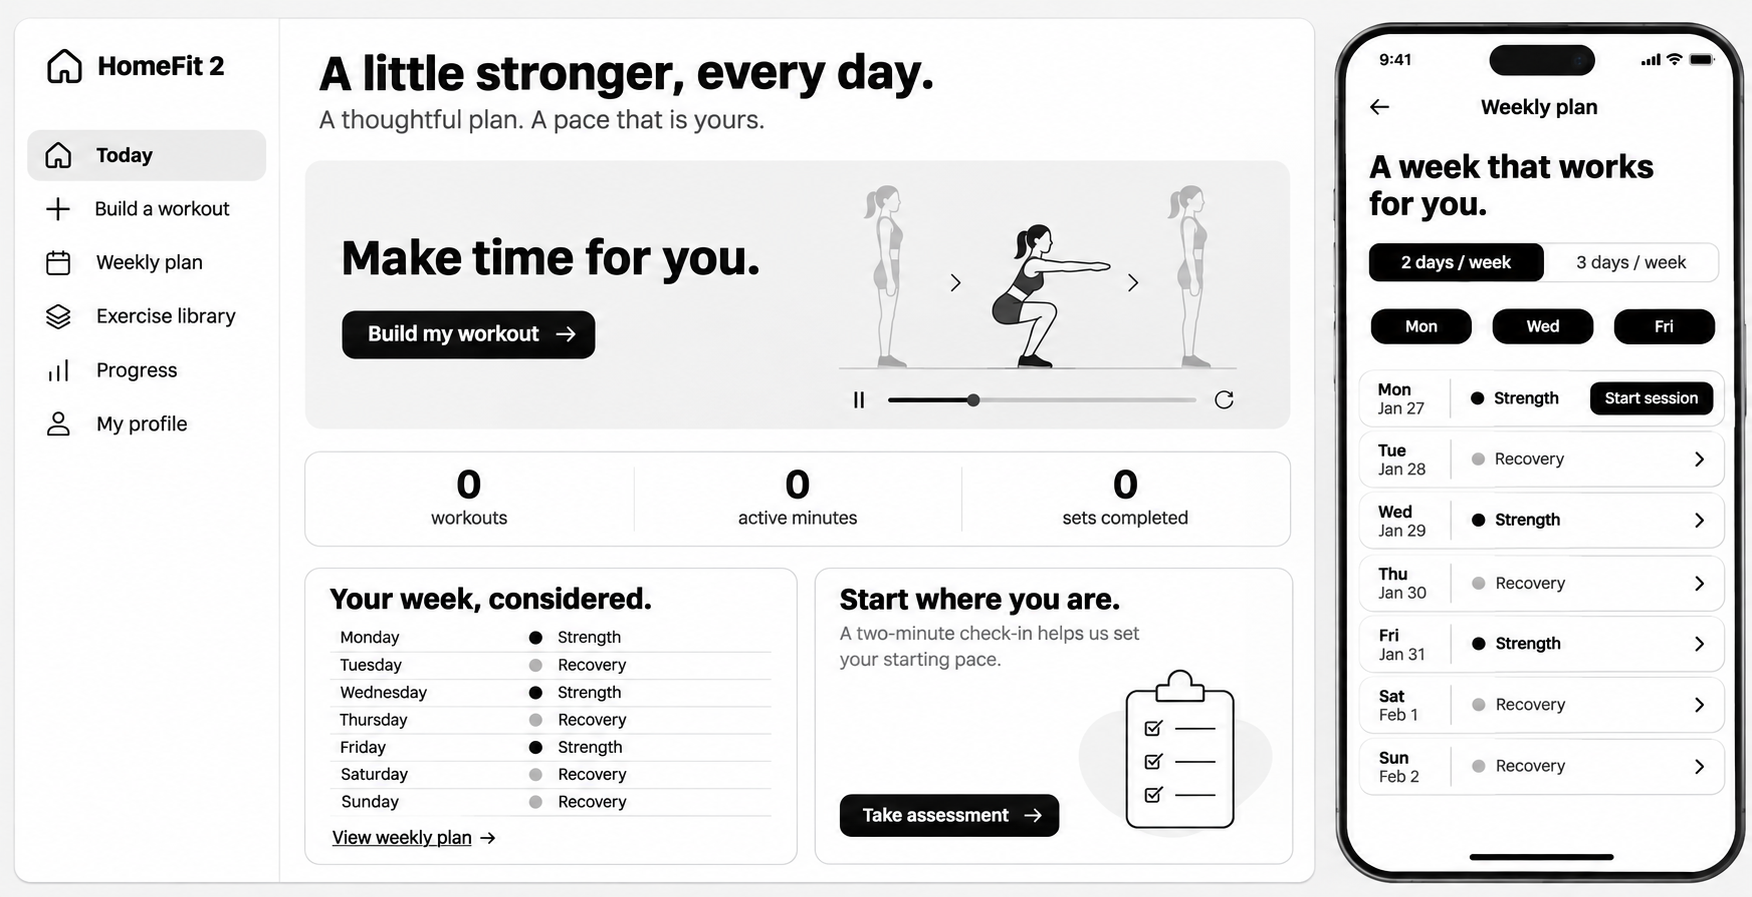 HomeFit 2
Today
Build a workout
Weekly plan
Exercise library
Progress
My profile
A little stronger, every day.
A thoughtful plan. A pace that is yours.
Make time for you.
Build my workout →
0
workouts
0
active minutes
0
sets completed
Your week, considered.
Monday Strength
Tuesday Recovery
Wednesday Strength
Thursday Recovery
Friday Strength
Saturday Recovery
Sunday Recovery
View weekly plan →
Start where you are.
A two-minute check-in helps us set
your starting pace.
Take assessment →
9:41
← Weekly plan
A week that works
for you.
2 days / week 3 days / week
Mon Wed Fri
Mon
Jan 27
Strength Start session
Tue
Jan 28
Recovery
Wed
Jan 29
Strength
Thu
Jan 30
Recovery
Fri
Jan 31
Strength
Sat
Feb 1
Recovery
Sun
Feb 2
Recovery